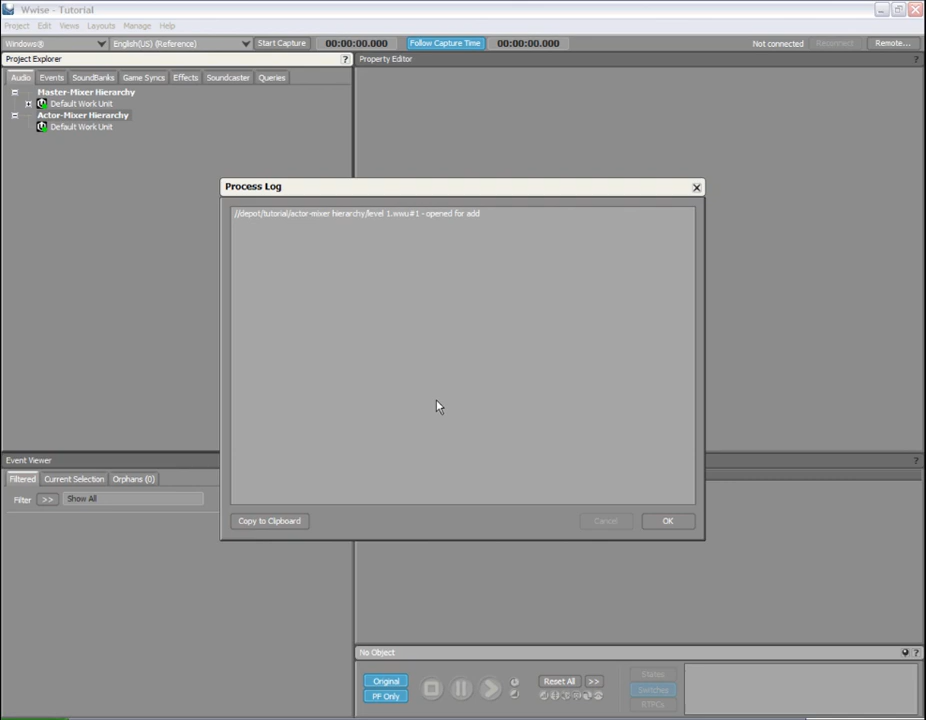 Wwise - Tutorial
Project Edit Views Layouts Manage Help
Windows® English(US) (Reference) Start Capture 00:00:00.000 Follow Capture Time 00:00:00.000 Not connected Reconnect Remote...
Project Explorer ? Property Editor ?
Audio Events SoundBanks Game Syncs Effects Soundcaster Queries
Master-Mixer Hierarchy
Default Work Unit
Actor-Mixer Hierarchy
Default Work Unit
Process Log
//depot/tutorial/actor-mixer hierarchy/level 1.wwu#1 - opened for add
Copy to Clipboard Cancel OK
Event Viewer ?
Filtered Current Selection Orphans (0)
Filter >> Show All
No Object ?
Original Reset All >> States
PF Only Switches
RTPCs